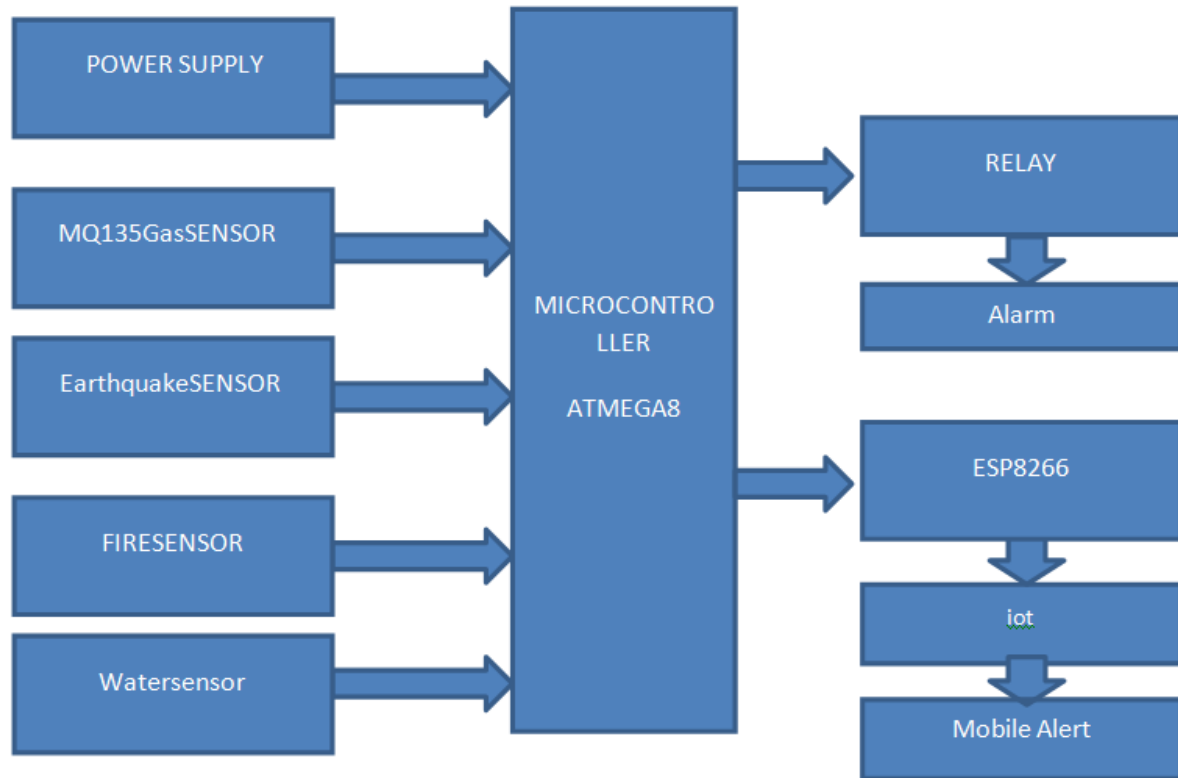 POWER SUPPLY
MQ135GasSENSOR
EarthquakeSENSOR
FIRESENSOR
Watersensor
MICROCONTRO
LLER
ATMEGA8
RELAY
Alarm
ESP8266
iot
Mobile Alert